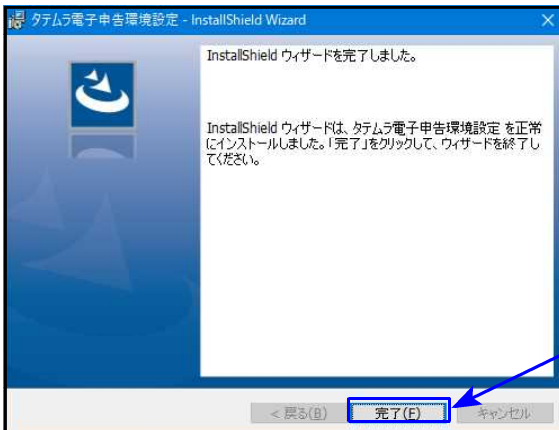 タテムラ電子申告環境設定 - InstallShield Wizard
InstallShield ウィザードを完了しました。
InstallShield ウィザードは、タテムラ電子申告環境設定 を正常
にインストールしました。「完了」をクリックして、ウィザードを終了し
てください。
< 戻る(B) 完了(F) キャンセル